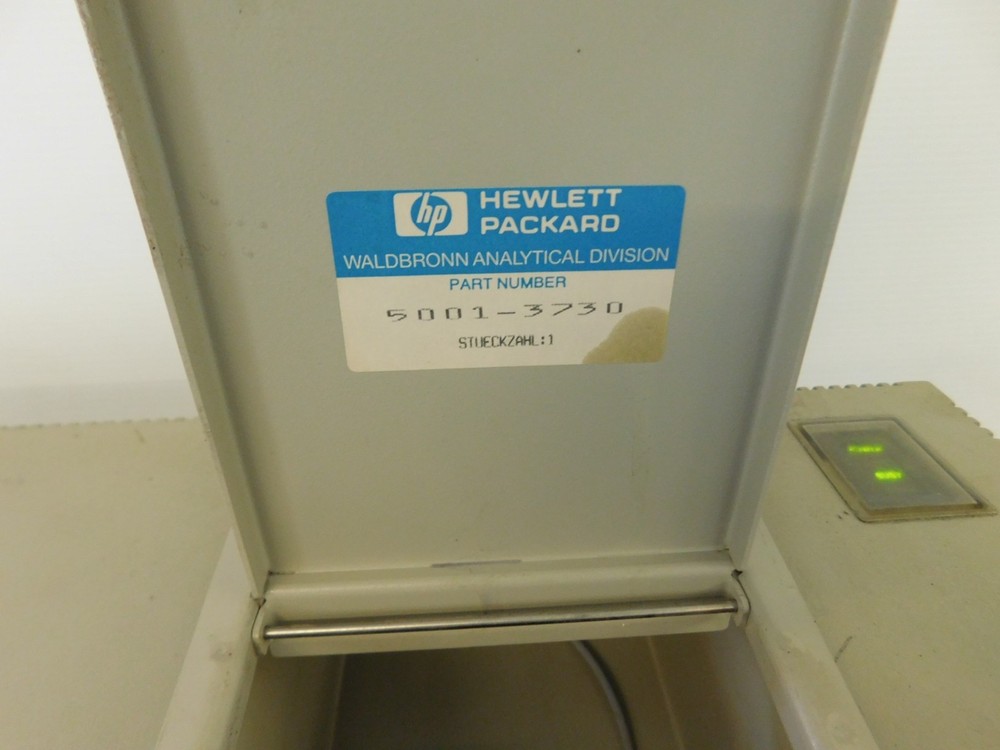 hp HEWLETT
PACKARD
WALDBRONN ANALYTICAL DIVISION
PART NUMBER
5001-3730
STUECKZAHL:1